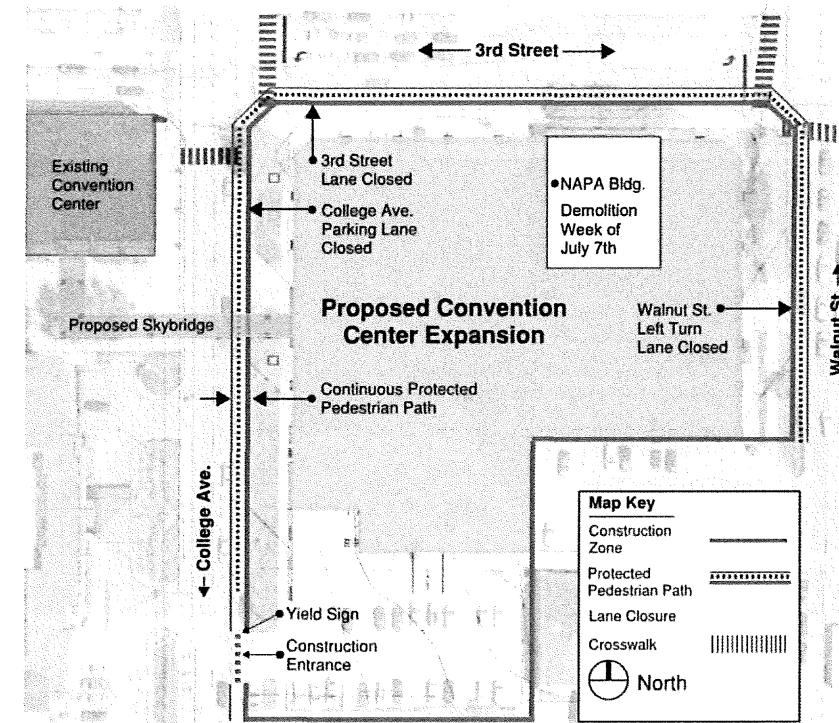 3rd Street
Existing
Convention
Center
3rd Street
Lane Closed
College Ave.
Parking Lane
Closed
NAPA Bldg.
Demolition
Week of
July 7th
Proposed Convention
Center Expansion
Proposed Skybridge
Walnut St.
Left Turn
Lane Closed
Walnut St.
Continuous Protected
Pedestrian Path
College Ave.
Yield Sign
Construction
Entrance
Map Key
Construction
Zone
Protected
Pedestrian Path
Lane Closure
Crosswalk
North